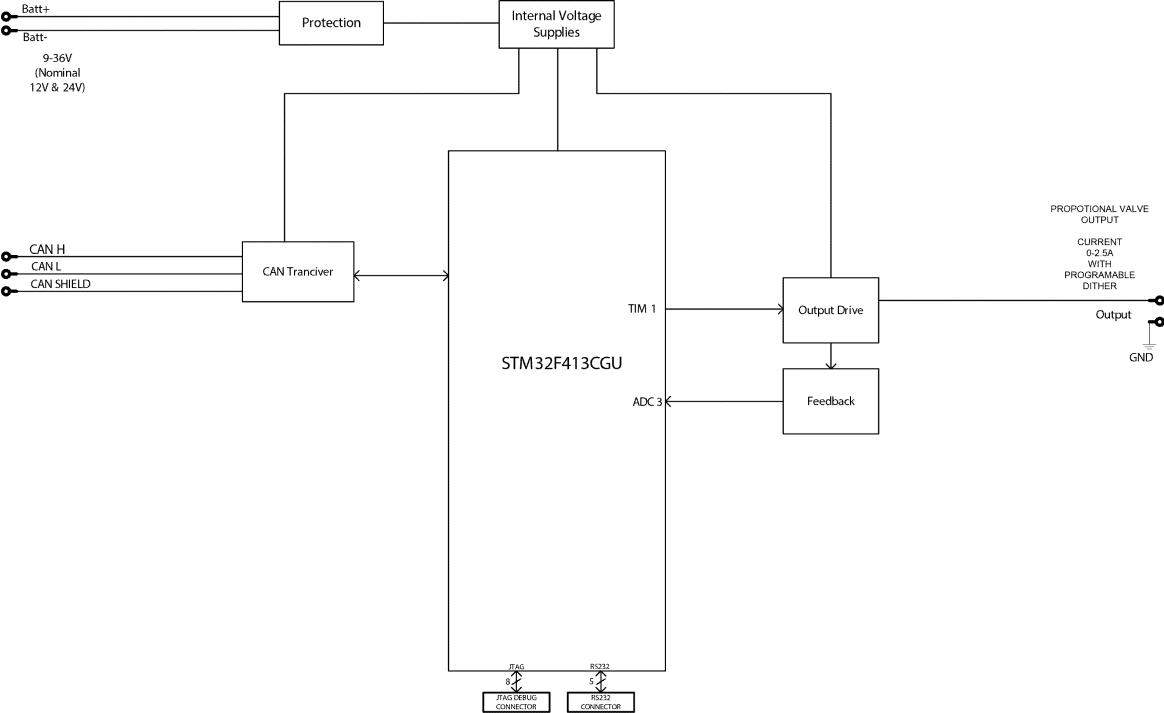 Batt+
Batt-
9-36V
(Nominal
12V & 24V)
Protection
Internal Voltage
Supplies
CAN H
CAN L
CAN SHIELD
CAN Tranciver
TIM 1
STM32F413CGU
ADC 3
Output Drive
Feedback
PROPOTIONAL VALVE
OUTPUT
CURRENT
0-2.5A
WITH
PROGRAMABLE
DITHER
Output
GND
JTAG
RS232
8
5
JTAG DEBUG
CONNECTOR
RS232
CONNECTOR